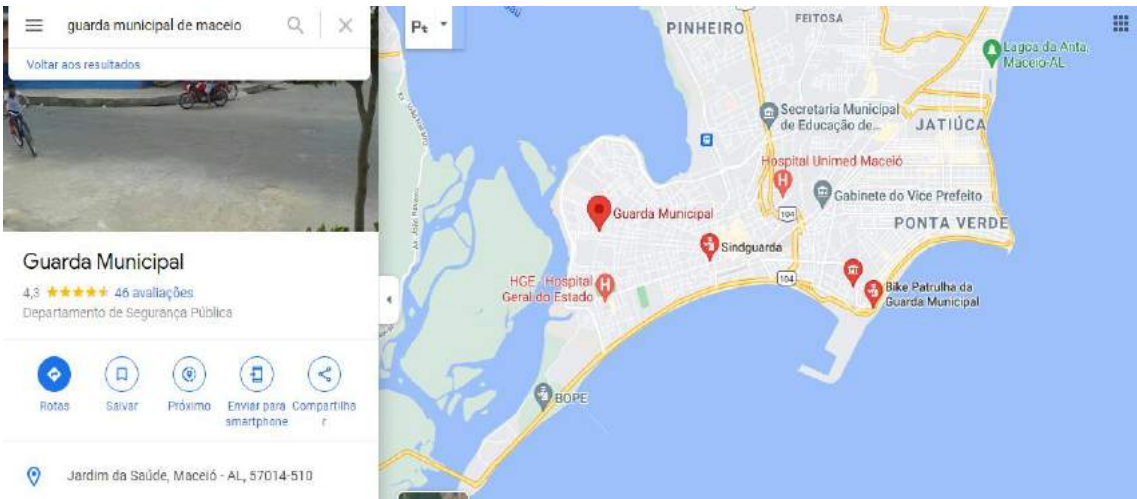 guarda municipal de maceio
Voltar aos resultados
Guarda Municipal
4,3
46 avaliações
Departamento de Segurança Pública
Rotas
Salvar
Próximo
Enviar para
smartphone
Compartilha
r
Jardim da Saúde, Maceió - AL, 57014-510
PINHEIRO
FEITOSA
Lagoa da Anta,
Maceio-AL
Secretaria Municipal
de Educação de...
JATIÚCA
Hospital Unimed Maceió
H
Gabinete do Vice Prefeito
Guarda Municipal
104
PONTA VERDE
Sindguarda
HGE - Hospital
Geral do Estado
H
104
Bike Patrulha da
Guarda Municipal
BOPE